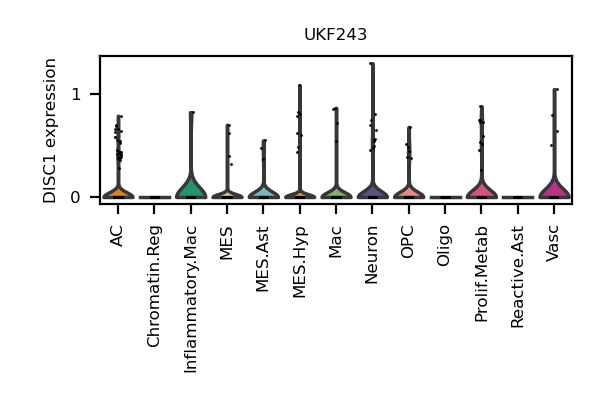 UKF243
DISC1 expression
1
0
AC
Chromatin.Reg
Inflammatory.Mac
MES
MES.Ast
MES.Hyp
Mac
Neuron
OPC
Oligo
Prolif.Metab
Reactive.Ast
Vasc